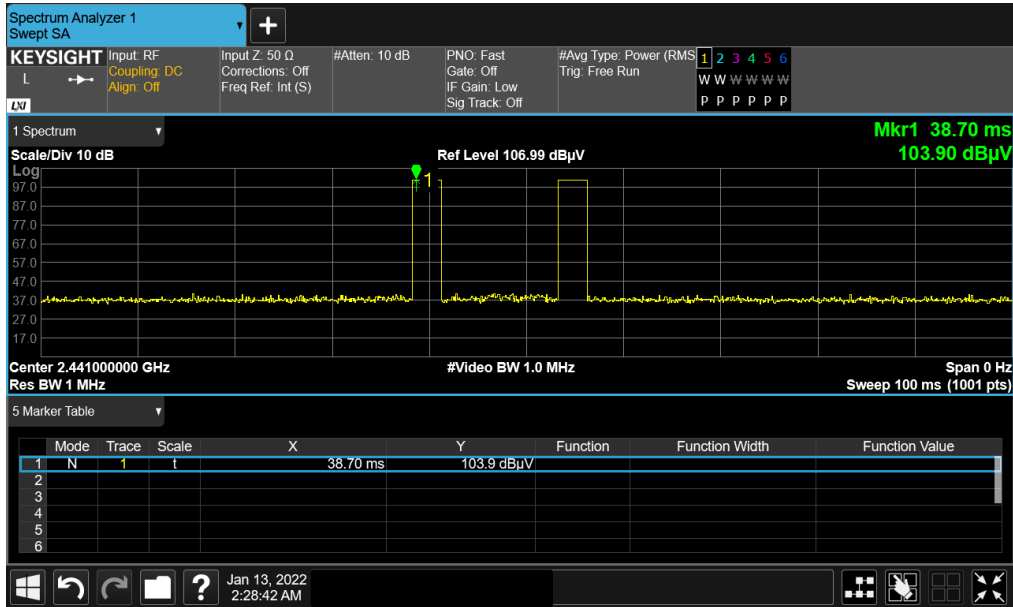 Spectrum Analyzer 1
Swept SA
KEYSIGHT
L
LXI
Input: RF
Coupling: DC
Align: Off
Input Z: 50 Ω
Corrections: Off
Freq Ref: Int (S)
#Atten: 10 dB
PNO: Fast
Gate: Off
IF Gain: Low
Sig Track: Off
#Avg Type: Power (RMS
Trig: Free Run
1 2 3 4 5 6
W W W W W W
P P P P P P
1 Spectrum
Mkr1 38.70 ms
Scale/Div 10 dB
Ref Level 106.99 dBµV
103.90 dBµV
Log
1
97.0
87.0
77.0
67.0
57.0
47.0
37.0
27.0
17.0
Center 2.441000000 GHz
#Video BW 1.0 MHz
Span 0 Hz
Res BW 1 MHz
Sweep 100 ms (1001 pts)
5 Marker Table
Mode Trace Scale X Y Function Function Width Function Value
1 N 1 t 38.70 ms 103.9 dBµV
2
3
4
5
6
?
Jan 13, 2022
2:28:42 AM